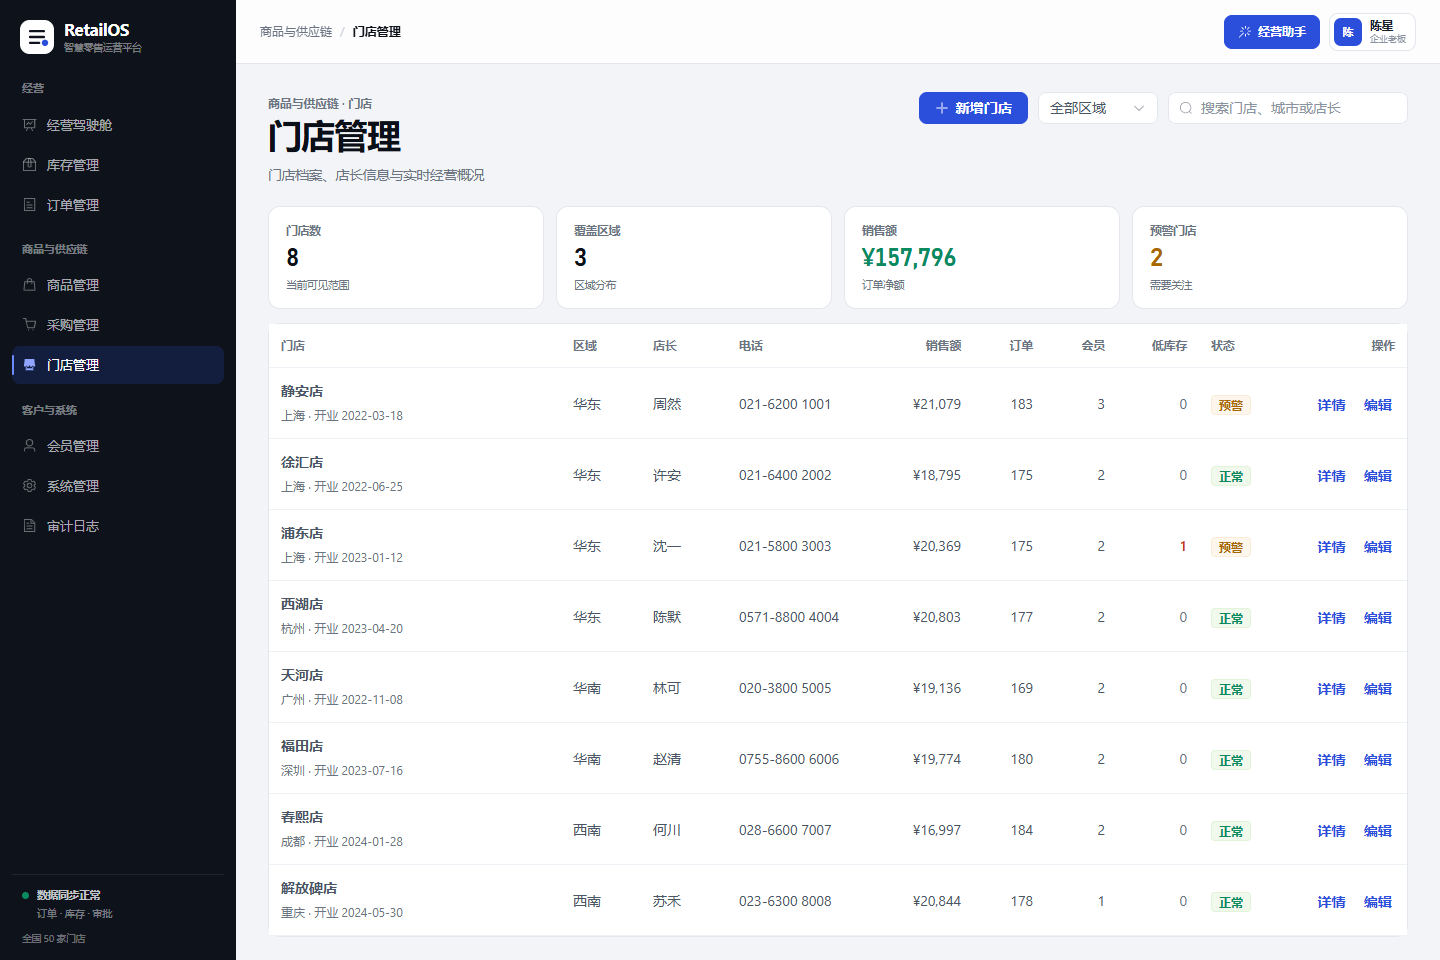 RetailOS
智慧零售运营平台
经营
经营驾驶舱
库存管理
订单管理
商品与供应链
商品管理
采购管理
门店管理
客户与系统
会员管理
系统管理
审计日志
数据同步正常
订单 · 库存 · 审批
全国 50 家门店
商品与供应链 / 门店管理
经营助手
陈
陈星
企业老板
商品与供应链 · 门店
门店管理
门店档案、店长信息与实时经营概况
新增门店
全部区域
搜索门店、城市或店长
门店数
8
当前可见范围
覆盖区域
3
区域分布
销售额
¥157,796
订单净额
预警门店
2
需要关注
门店 区域 店长 电话 销售额 订单 会员 低库存 状态 操作
静安店
上海 · 开业 2022-03-18
华东 周然 021-6200 1001 ¥21,079 183 3 0 预警 详情 编辑
徐汇店
上海 · 开业 2022-06-25
华东 许安 021-6400 2002 ¥18,795 175 2 0 正常 详情 编辑
浦东店
上海 · 开业 2023-01-12
华东 沈一 021-5800 3003 ¥20,369 175 2 1 预警 详情 编辑
西湖店
杭州 · 开业 2023-04-20
华东 陈默 0571-8800 4004 ¥20,803 177 2 0 正常 详情 编辑
天河店
广州 · 开业 2022-11-08
华南 林可 020-3800 5005 ¥19,136 169 2 0 正常 详情 编辑
福田店
深圳 · 开业 2023-07-16
华南 赵清 0755-8600 6006 ¥19,774 180 2 0 正常 详情 编辑
春熙店
成都 · 开业 2024-01-28
西南 何川 028-6600 7007 ¥16,997 184 2 0 正常 详情 编辑
解放碑店
重庆 · 开业 2024-05-30
西南 苏禾 023-6300 8008 ¥20,844 178 1 0 正常 详情 编辑